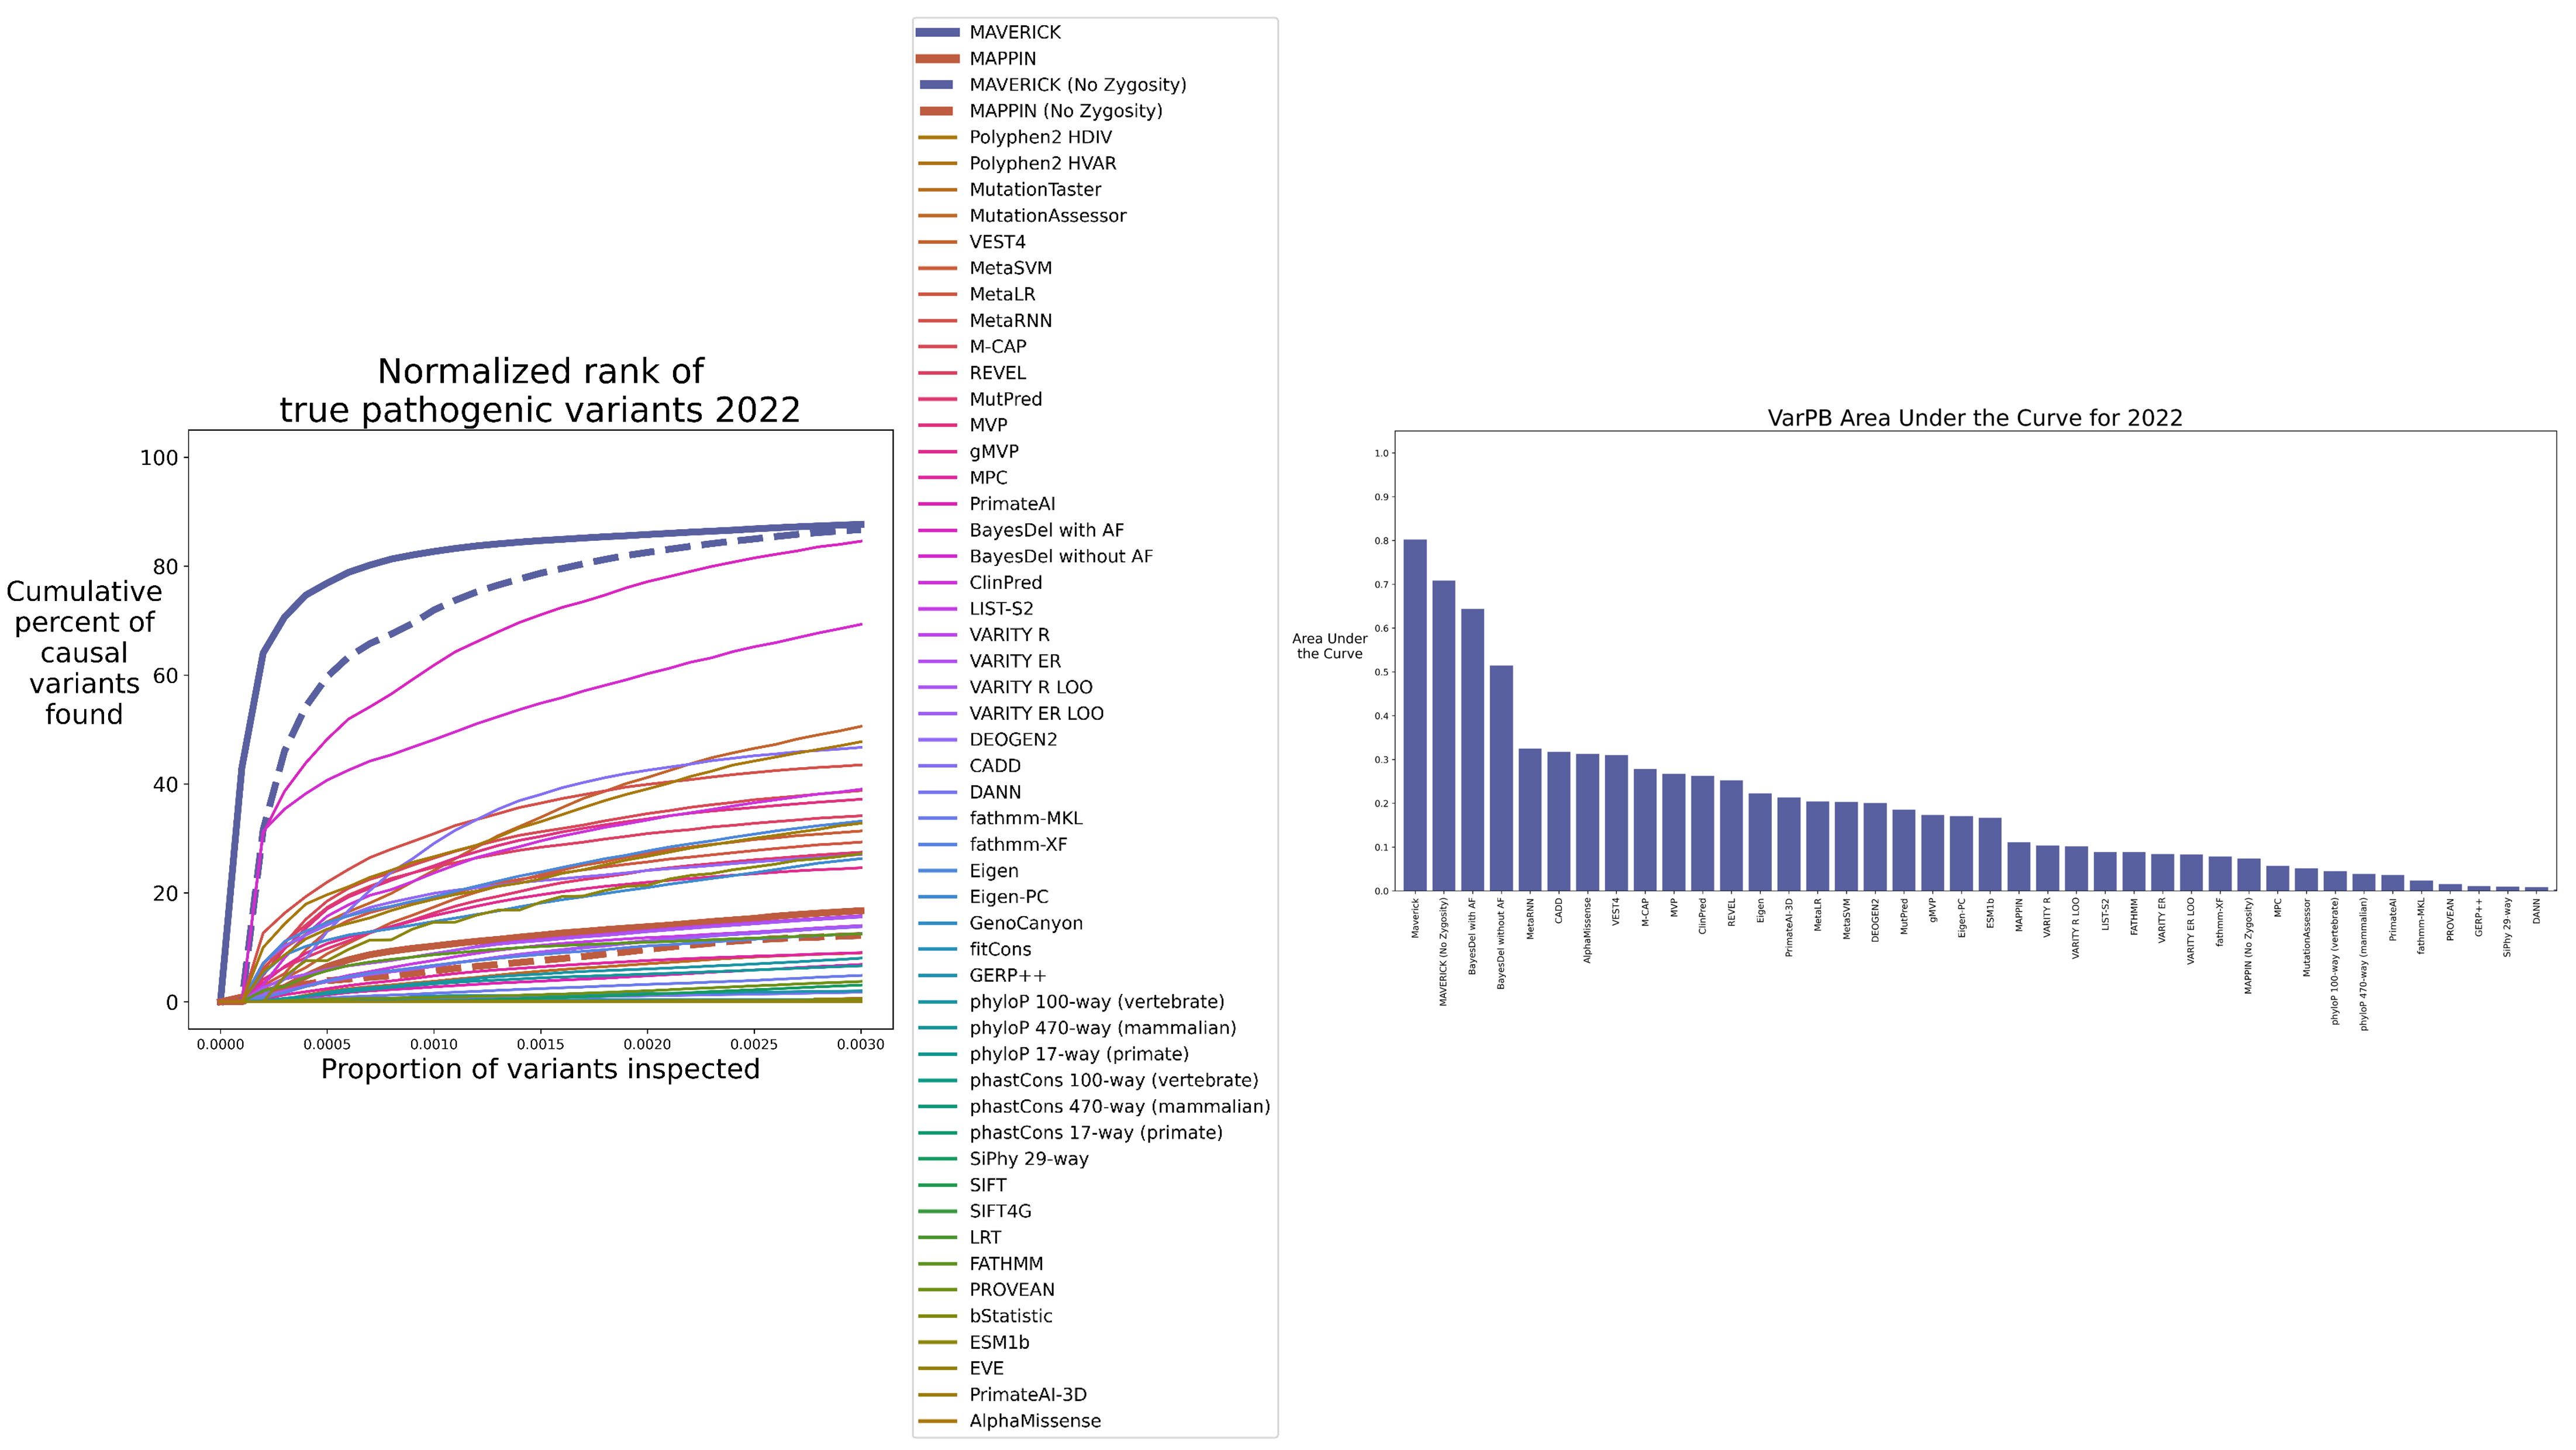 Normalized rank of
true pathogenic variants 2022
Cumulative
percent of
causal
variants
found
100
80
60
40
20
0
0.0000
0.0005
0.0010
0.0015
0.0020
0.0025
0.0030
Proportion of variants inspected
MAVERICK
MAPPIN
MAVERICK (No Zygosity)
MAPPIN (No Zygosity)
Polyphen2 HDIV
Polyphen2 HVAR
MutationTaster
MutationAssessor
VEST4
MetaSVM
MetaLR
MetaRNN
M-CAP
REVEL
MutPred
MVP
gMVP
MPC
PrimateAI
BayesDel with AF
BayesDel without AF
ClinPred
LIST-S2
VARITY R
VARITY ER
VARITY R LOO
VARITY ER LOO
DEOGEN2
CADD
DANN
fathmm-MKL
fathmm-XF
Eigen
Eigen-PC
GenoCanyon
fitCons
GERP++
phyloP 100-way (vertebrate)
phyloP 470-way (mammalian)
phyloP 17-way (primate)
phastCons 100-way (vertebrate)
phastCons 470-way (mammalian)
phastCons 17-way (primate)
SiPhy 29-way
SIFT
SIFT4G
LRT
FATHMM
PROVEAN
bStatistic
ESM1b
EVE
PrimateAI-3D
AlphaMissense
VarPB Area Under the Curve for 2022
Area Under
the Curve
1.0
0.9
0.8
0.7
0.6
0.5
0.4
0.3
0.2
0.1
0.0
Maverick
MAVERICK (No Zygosity)
BayesDel with AF
BayesDel without AF
MetaRNN
CADD
AlphaMissense
VEST4
M-CAP
MVP
ClinPred
REVEL
Eigen
PrimateAI-3D
MetaLR
MetaSVM
DEOGEN2
MutPred
gMVP
Eigen-PC
ESM1b
MAPPIN
VARITY R
VARITY R LOO
LIST-S2
FATHMM
VARITY ER
VARITY ER LOO
fathmm-XF
MAPPIN (No Zygosity)
MPC
MutationAssessor
phyloP 100-way (vertebrate)
phyloP 470-way (mammalian)
PrimateAI
fathmm-MKL
PROVEAN
GERP++
SiPhy 29-way
DANN